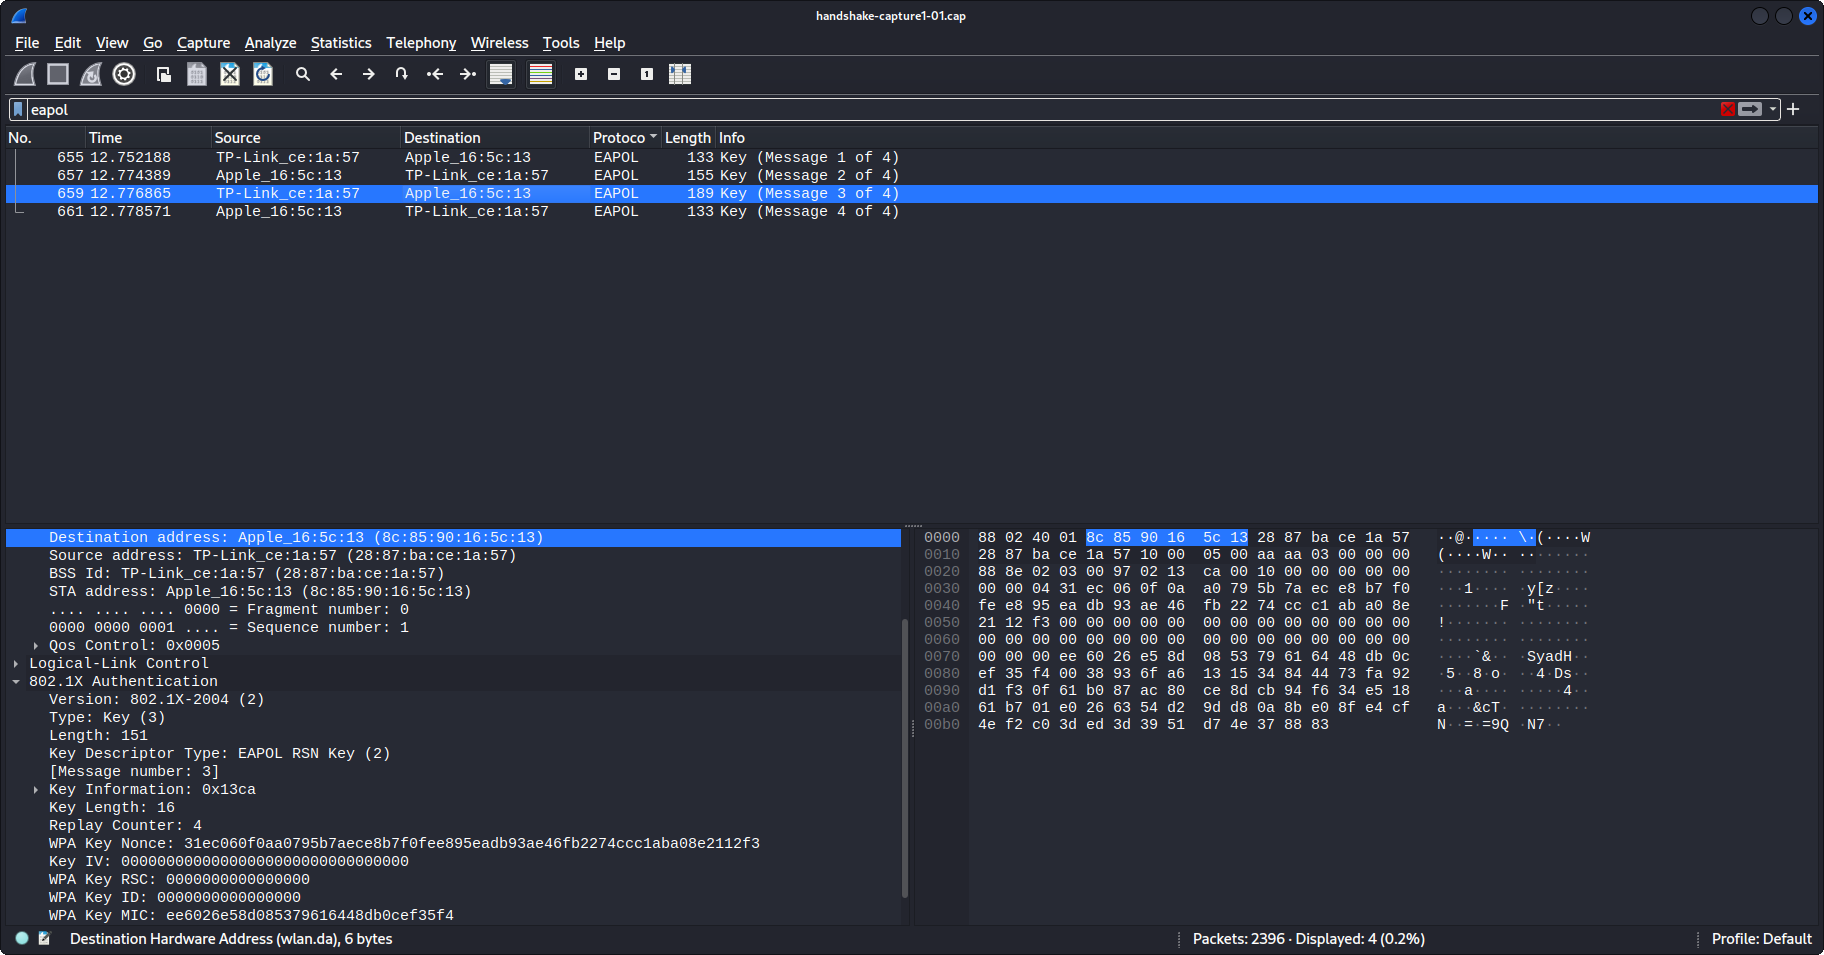 handshake-capture1-01.cap
File Edit View Go Capture Analyze Statistics Telephony Wireless Tools Help
eapol
No. Time Source Destination Protoco Length Info
655 12.752188 TP-Link_ce:1a:57 Apple_16:5c:13 EAPOL 133 Key (Message 1 of 4)
657 12.774389 Apple_16:5c:13 TP-Link_ce:1a:57 EAPOL 155 Key (Message 2 of 4)
659 12.776865 TP-Link_ce:1a:57 Apple_16:5c:13 EAPOL 189 Key (Message 3 of 4)
661 12.778571 Apple_16:5c:13 TP-Link_ce:1a:57 EAPOL 133 Key (Message 4 of 4)
Destination address: Apple_16:5c:13 (8c:85:90:16:5c:13)
Source address: TP-Link_ce:1a:57 (28:87:ba:ce:1a:57)
BSS Id: TP-Link_ce:1a:57 (28:87:ba:ce:1a:57)
STA address: Apple_16:5c:13 (8c:85:90:16:5c:13)
.... .... .... 0000 = Fragment number: 0
0000 0000 0001 .... = Sequence number: 1
Qos Control: 0x0005
Logical-Link Control
802.1X Authentication
Version: 802.1X-2004 (2)
Type: Key (3)
Length: 151
Key Descriptor Type: EAPOL RSN Key (2)
[Message number: 3]
Key Information: 0x13ca
Key Length: 16
Replay Counter: 4
WPA Key Nonce: 31ec060f0aa0795b7aece8b7f0fee895eadb93ae46fb2274ccc1aba08e2112f3
Key IV: 00000000000000000000000000000000
WPA Key RSC: 0000000000000000
WPA Key ID: 0000000000000000
WPA Key MIC: ee6026e58d085379616448db0cef35f4
0000 88 02 40 01 8c 85 90 16 5c 13 28 87 ba ce 1a 57 ··@·····\·(····W
0010 28 87 ba ce 1a 57 10 00 05 00 aa aa 03 00 00 00 (····W··········
0020 88 8e 02 03 00 97 02 13 ca 00 10 00 00 00 00 00 ················
0030 00 00 04 31 ec 06 0f 0a a0 79 5b 7a ec e8 b7 f0 ···1·····y[z····
0040 fe e8 95 ea db 93 ae 46 fb 22 74 cc c1 ab a0 8e ·······F·"t·····
0050 21 12 f3 00 00 00 00 00 00 00 00 00 00 00 00 00 !···············
0060 00 00 00 00 00 00 00 00 00 00 00 00 00 00 00 00 ················
0070 00 00 00 ee 60 26 e5 8d 08 53 79 61 64 48 db 0c ····`&···SyadH··
0080 ef 35 f4 00 38 93 6f a6 13 15 34 84 44 73 fa 92 ·5··8·o···4·Ds··
0090 d1 f3 0f 61 b0 87 ac 80 ce 8d cb 94 f6 34 e5 18 ···a·········4··
00a0 61 b7 01 e0 26 63 54 d2 9d d8 0a 8b e0 8f e4 cf a···&cT·········
00b0 4e f2 c0 3d ed 3d 39 51 d7 4e 37 88 83 N··=·=9Q·N7··
Destination Hardware Address (wlan.da), 6 bytes
Packets: 2396 · Displayed: 4 (0.2%)
Profile: Default